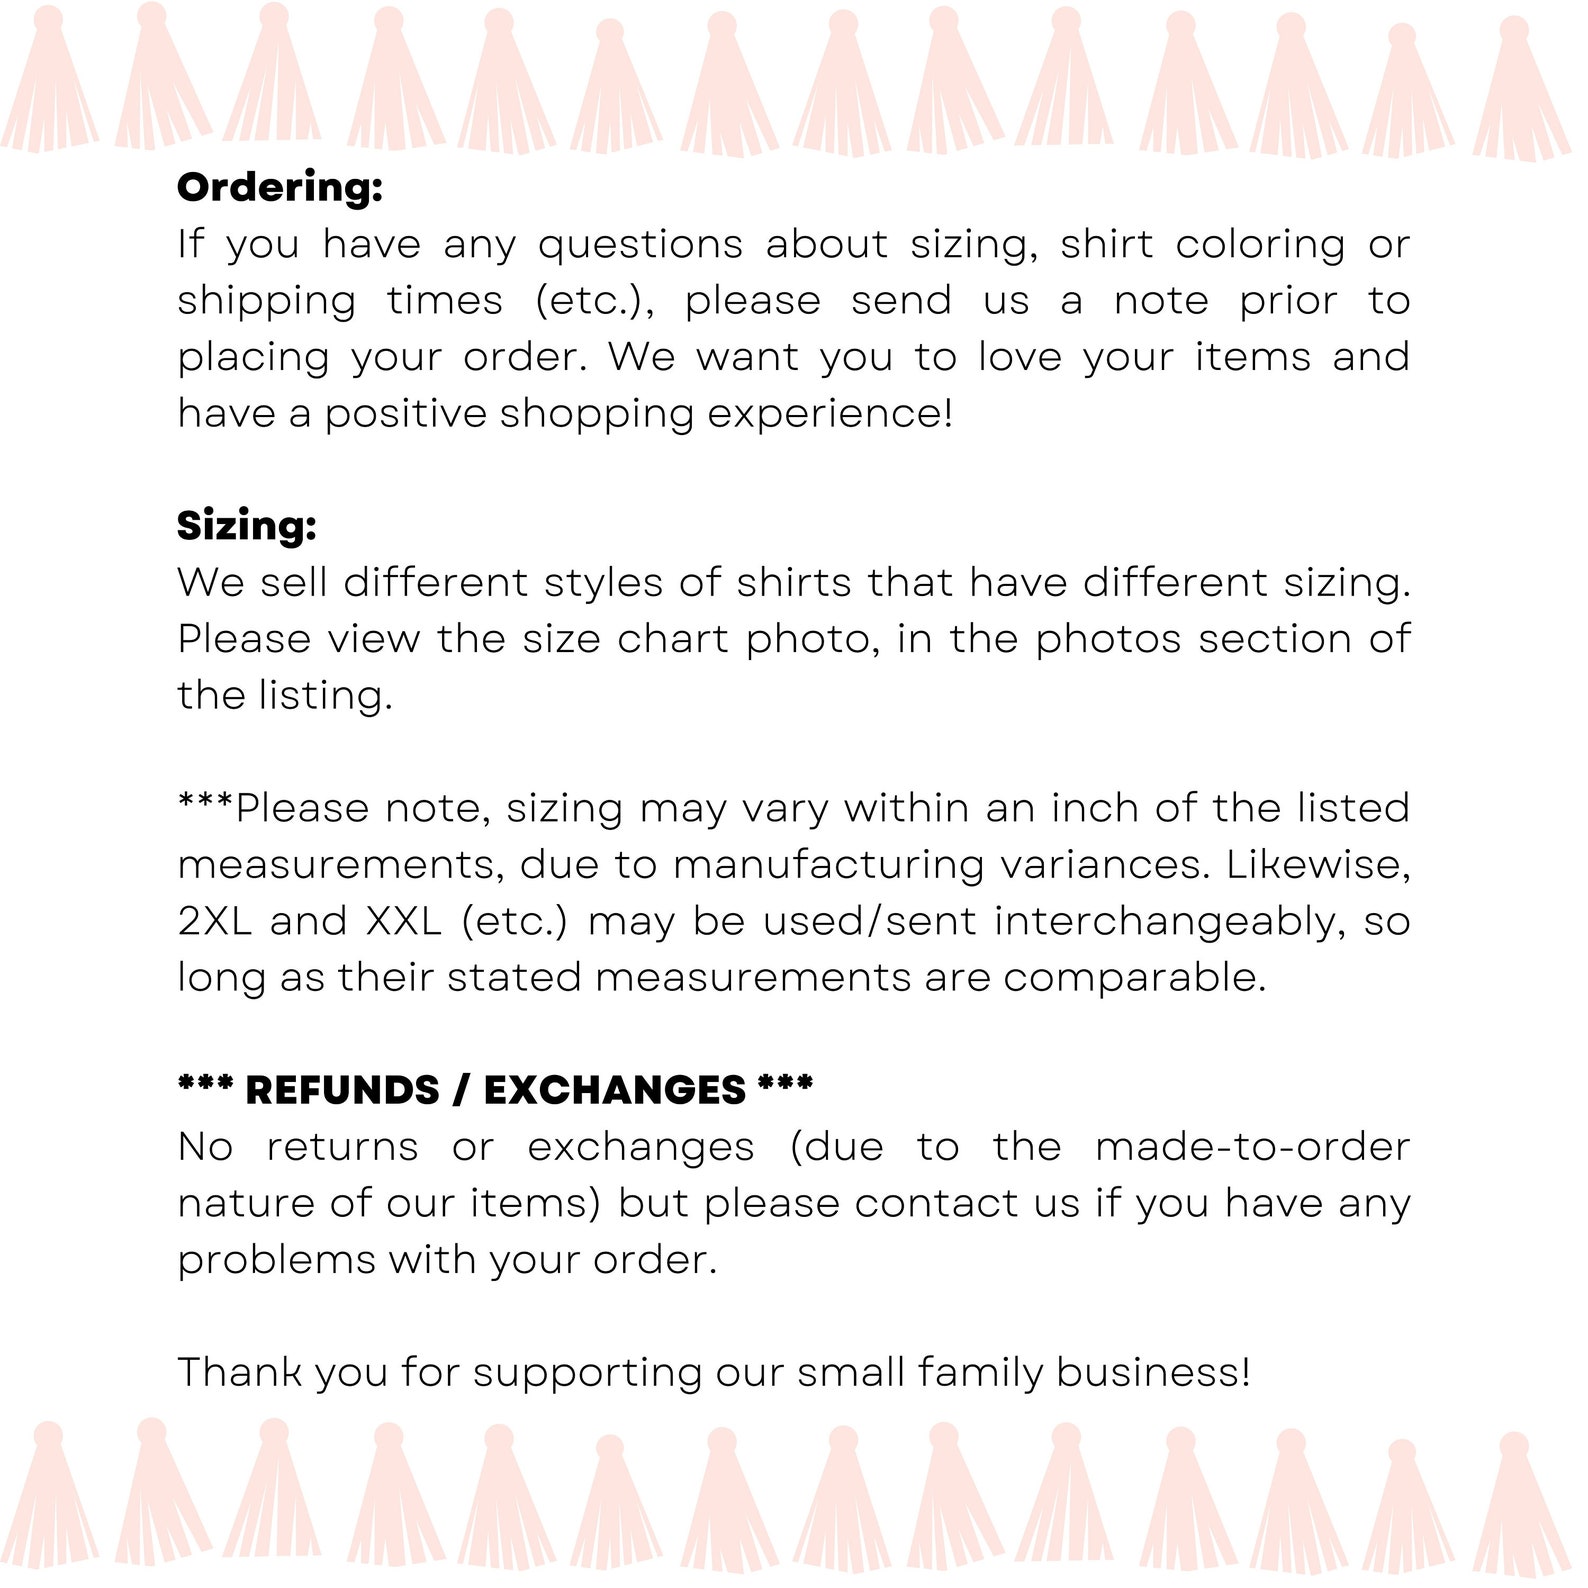 Ordering:
If you have any questions about sizing, shirt coloring or
shipping times (etc.), please send us a note prior to
placing your order. We want you to love your items and
have a positive shopping experience!
Sizing:
We sell different styles of shirts that have different sizing.
Please view the size chart photo, in the photos section of
the listing.
***Please note, sizing may vary within an inch of the listed
measurements, due to manufacturing variances. Likewise,
2XL and XXL (etc.) may be used/sent interchangeably, so
long as their stated measurements are comparable.
*** REFUNDS / EXCHANGES ***
No returns or exchanges (due to the made-to-order
nature of our items) but please contact us if you have any
problems with your order.
Thank you for supporting our small family business!